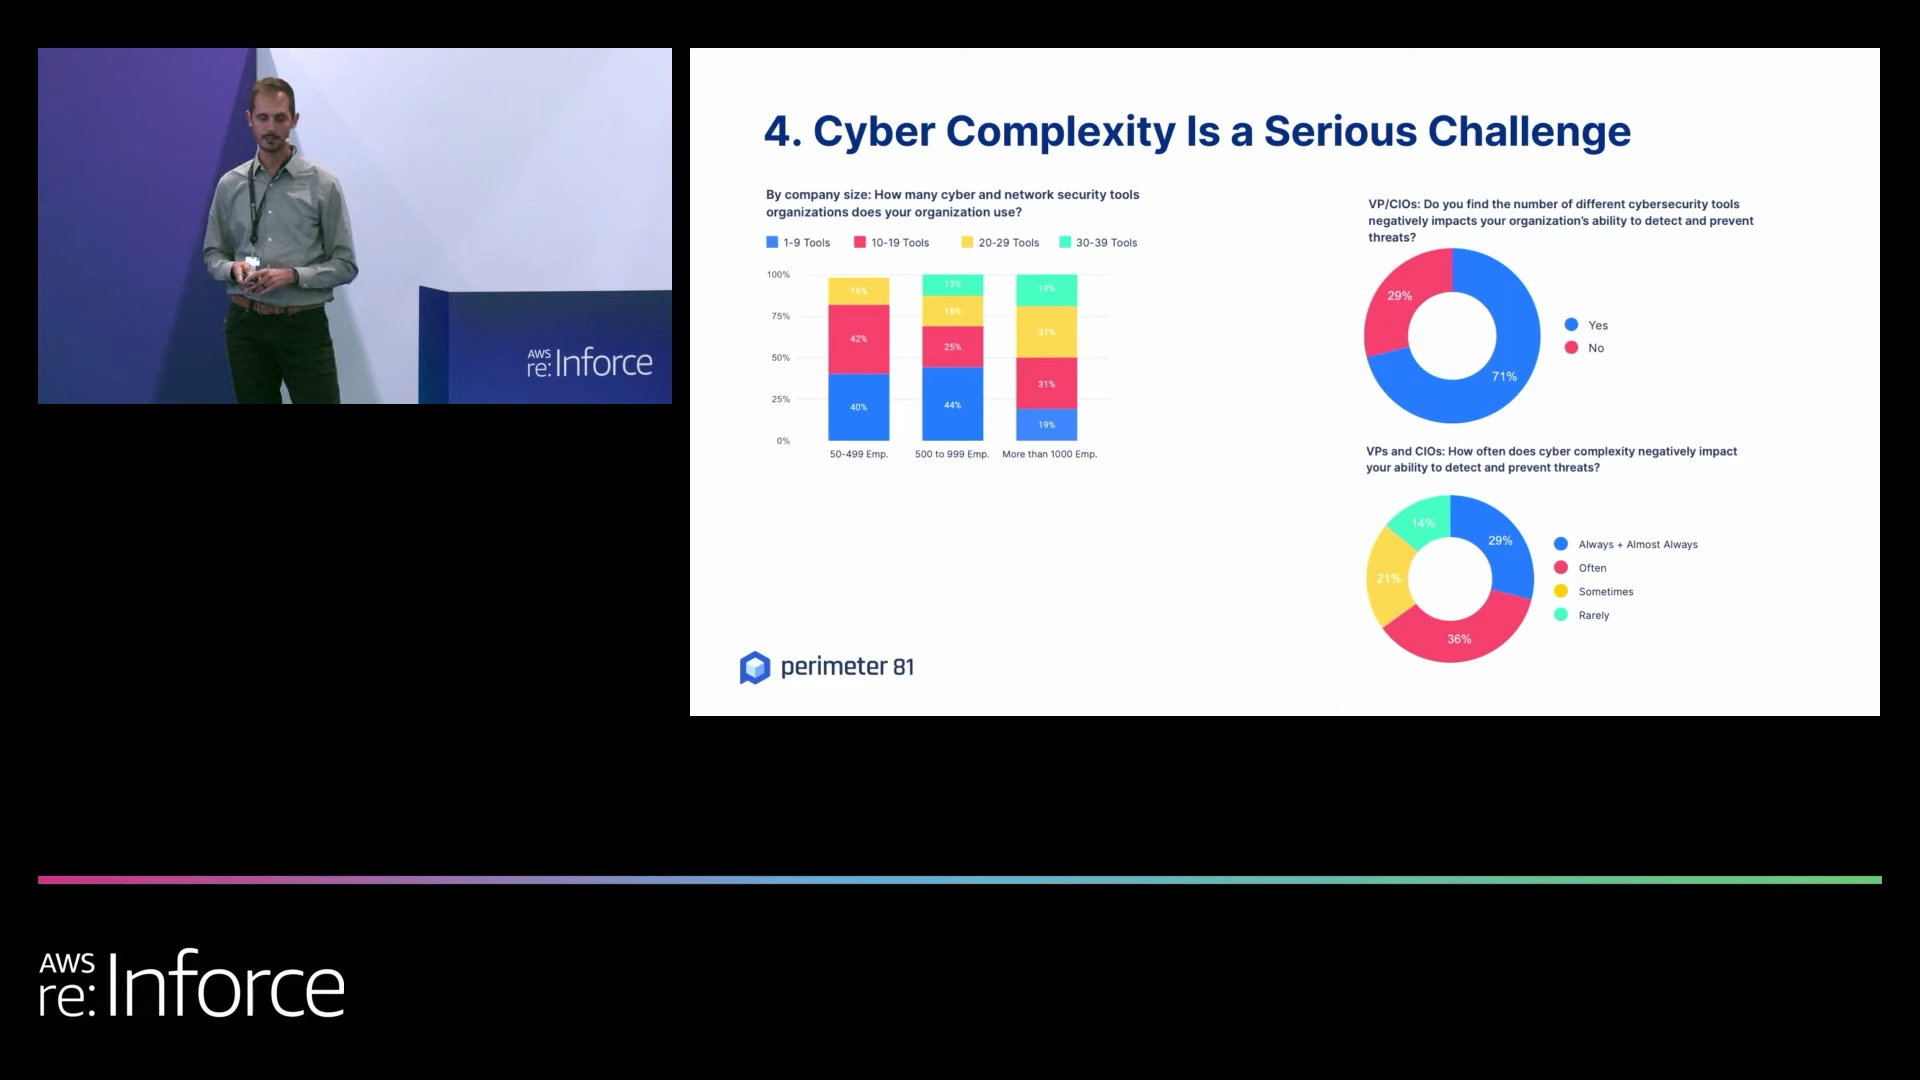 AWS
re:Inforce
4. Cyber Complexity Is a Serious Challenge
By company size: How many cyber and network security tools
organizations does your organization use?
1-9 Tools
10-19 Tools
20-29 Tools
30-39 Tools
100%
75%
50%
25%
0%
16%
42%
40%
13%
18%
25%
44%
19%
31%
31%
19%
50-499 Emp.
500 to 999 Emp.
More than 1000 Emp.
VP/CIOs: Do you find the number of different cybersecurity tools
negatively impacts your organization's ability to detect and prevent
threats?
29%
71%
Yes
No
VPs and CIOs: How often does cyber complexity negatively impact
your ability to detect and prevent threats?
14%
29%
21%
36%
Always + Almost Always
Often
Sometimes
Rarely
perimeter 81
AWS
re:Inforce